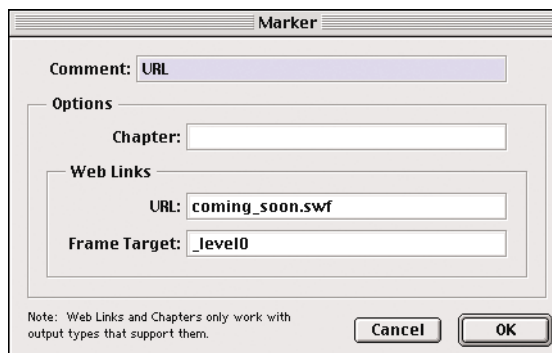 Marker
Comment: URL
Options
Chapter:
Web Links
URL: coming_soon.swf
Frame Target: _level0
Note: Web Links and Chapters only work with
output types that support them.
Cancel OK